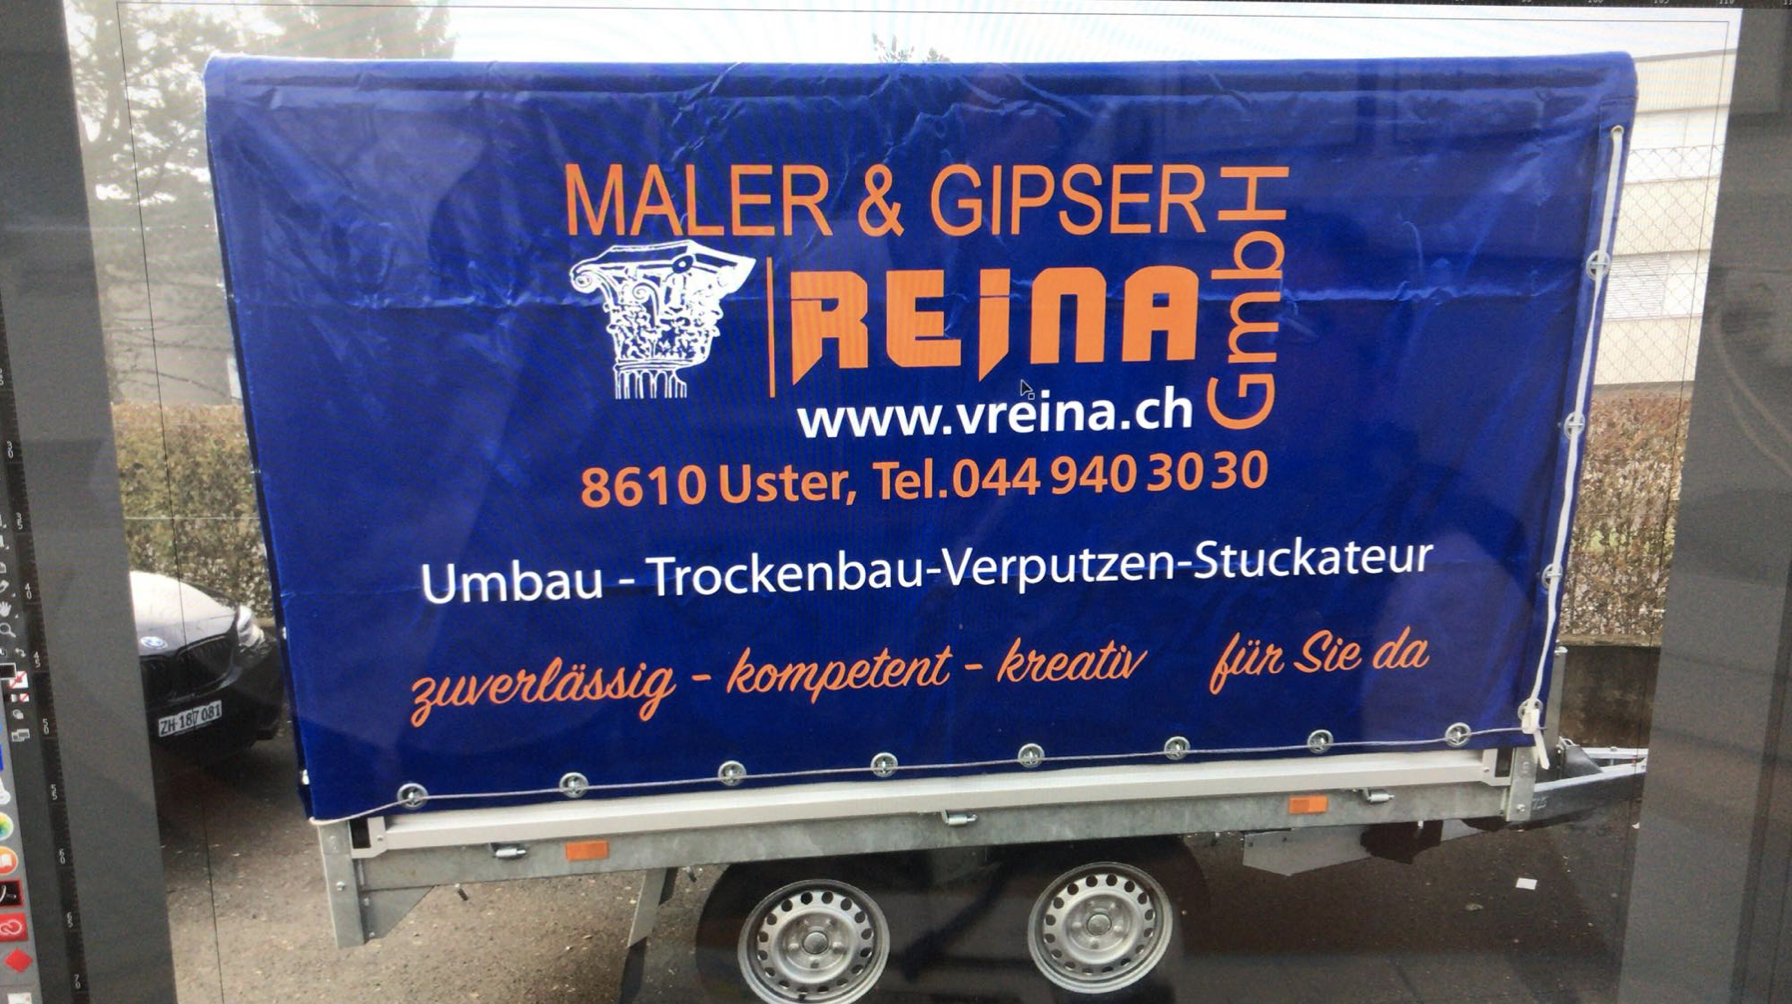 MALER & GIPSER
REiNA
GmbH
www.vreina.ch
8610 Uster, Tel.044 940 30 30
Umbau - Trockenbau-Verputzen-Stuckateur
zuverlässig - kompetent - kreativ für Sie da
ZH·187 081